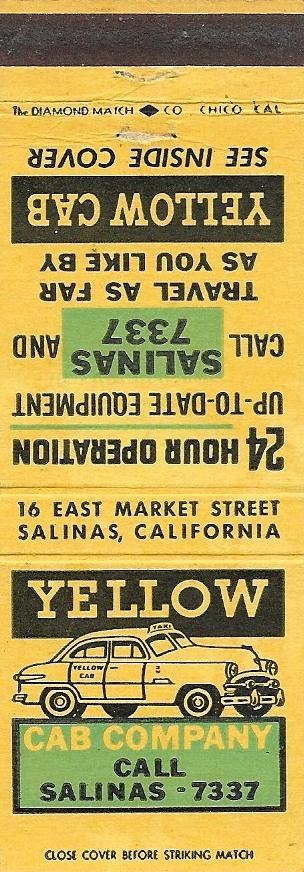 The DIAMOND MATCH CO CHICO CAL
24 HOUR OPERATION
UP-TO-DATE EQUIPMENT
CALL SALINAS 7337 AND
TRAVEL AS FAR
AS YOU LIKE BY
YELLOW CAB
SEE INSIDE COVER
16 EAST MARKET STREET
SALINAS, CALIFORNIA
YELLOW
TAXI
YELLOW
CAB
CAB COMPANY
CALL
SALINAS - 7337
CLOSE COVER BEFORE STRIKING MATCH